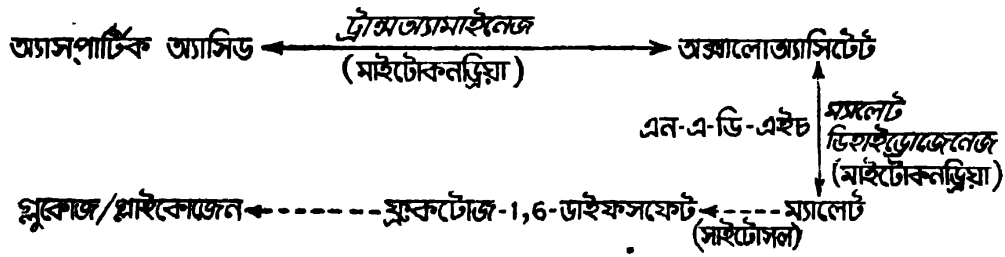 ট্রান্সঅ্যামাইনেজ
অ্যাসপার্টিক অ্যাসিড ⟷ অক্সালোঅ্যাসিটেট
(মাইটোকনড্রিয়া)
এন-এ-ডি-এইচ ম্যালেট
ডিহাইড্রোজেনেজ
(মাইটোকনড্রিয়া)
গ্লুকোজ/গ্লাইকোজেন ←---- ফ্রুকটোজ-1,6-ডাইফসফেট ←---- ম্যালেট
(সাইটোসল)